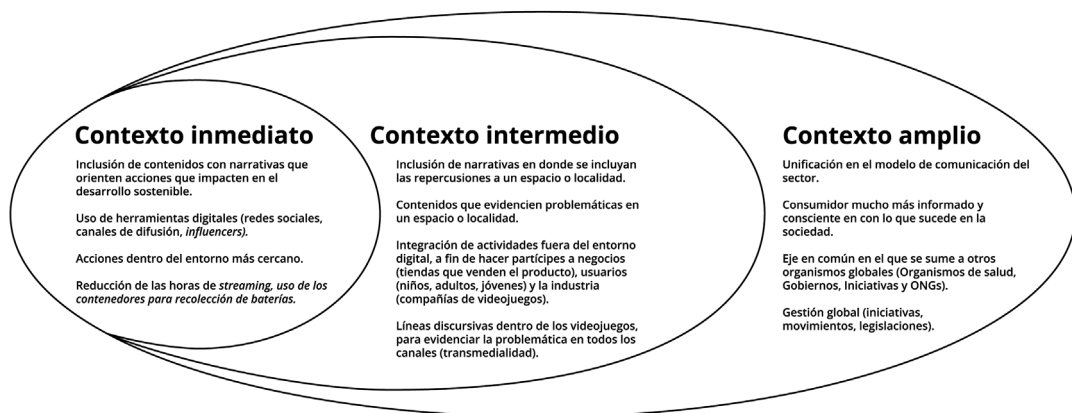 Contexto inmediato
Inclusión de contenidos con narrativas que
orienten acciones que impacten en el
desarrollo sostenible.
Uso de herramientas digitales (redes sociales,
canales de difusión, influencers).
Acciones dentro del entorno más cercano.
Reducción de las horas de streaming, uso de los
contenedores para recolección de baterías.
Contexto intermedio
Inclusión de narrativas en donde se incluyan
las repercusiones a un espacio o localidad.
Contenidos que evidencien problemáticas en
un espacio o localidad.
Integración de actividades fuera del entorno
digital, a fin de hacer partícipes a negocios
(tiendas que venden el producto), usuarios
(niños, adultos, jóvenes) y la industria
(compañías de videojuegos).
Líneas discursivas dentro de los videojuegos,
para evidenciar la problemática en todos los
canales (transmedialidad).
Contexto amplio
Unificación en el modelo de comunicación del
sector.
Consumidor mucho más informado y
consciente en con lo que sucede en la
sociedad.
Eje en común en el que se sume a otros
organismos globales (Organismos de salud,
Gobiernos, Iniciativas y ONGs).
Gestión global (iniciativas,
movimientos, legislaciones).